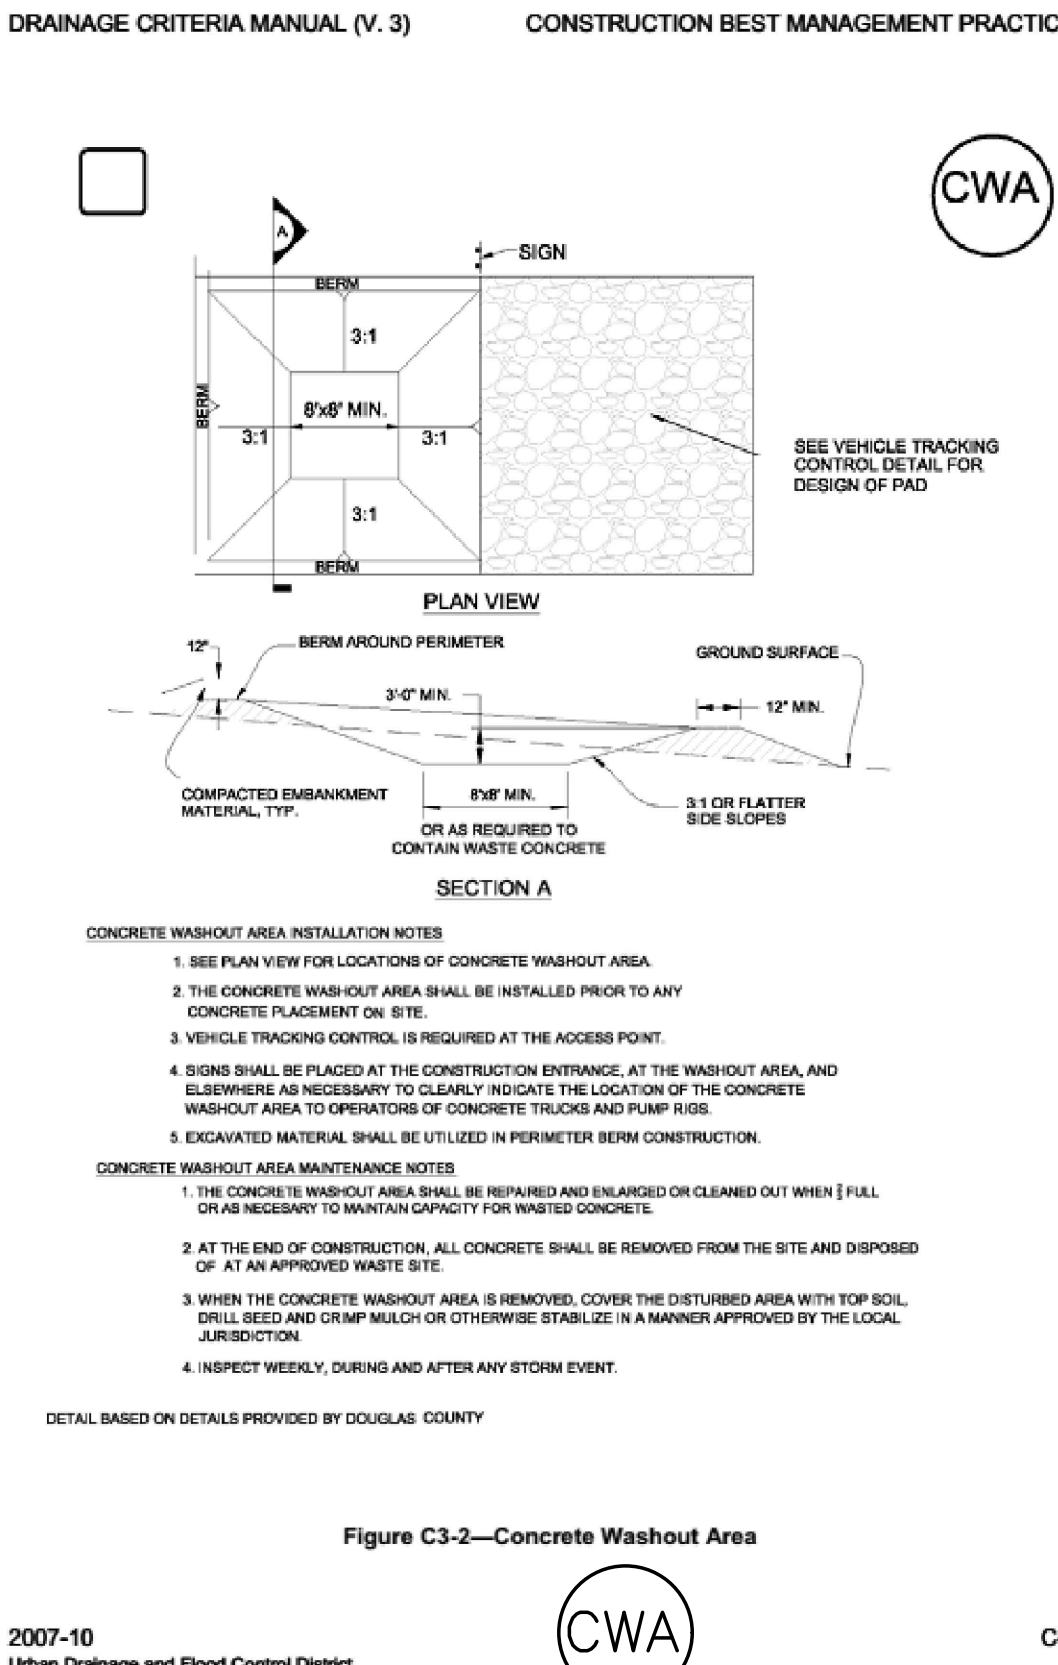 DRAINAGE CRITERIA MANUAL (V. 3)
CONSTRUCTION BEST MANAGEMENT PRACTIC
CWA
A
SIGN
BERM
3:1
BERM
8'x8' MIN.
3:1
3:1
SEE VEHICLE TRACKING
CONTROL DETAIL FOR
DESIGN OF PAD
3:1
BERM
PLAN VIEW
12"
BERM AROUND PERIMETER
GROUND SURFACE
3'-0" MIN.
12" MIN.
COMPACTED EMBANKMENT
MATERIAL, TYP.
8'x8' MIN.
3:1 OR FLATTER
SIDE SLOPES
OR AS REQUIRED TO
CONTAIN WASTE CONCRETE
SECTION A
CONCRETE WASHOUT AREA INSTALLATION NOTES
1. SEE PLAN VIEW FOR LOCATIONS OF CONCRETE WASHOUT AREA.
2. THE CONCRETE WASHOUT AREA SHALL BE INSTALLED PRIOR TO ANY
CONCRETE PLACEMENT ON SITE.
3. VEHICLE TRACKING CONTROL IS REQUIRED AT THE ACCESS POINT.
4. SIGNS SHALL BE PLACED AT THE CONSTRUCTION ENTRANCE, AT THE WASHOUT AREA, AND
ELSEWHERE AS NECESSARY TO CLEARLY INDICATE THE LOCATION OF THE CONCRETE
WASHOUT AREA TO OPERATORS OF CONCRETE TRUCKS AND PUMP RIGS.
5. EXCAVATED MATERIAL SHALL BE UTILIZED IN PERIMETER BERM CONSTRUCTION.
CONCRETE WASHOUT AREA MAINTENANCE NOTES
1. THE CONCRETE WASHOUT AREA SHALL BE REPAIRED AND ENLARGED OR CLEANED OUT WHEN FULL
OR AS NECESARY TO MAINTAIN CAPACITY FOR WASTED CONCRETE.
2. AT THE END OF CONSTRUCTION, ALL CONCRETE SHALL BE REMOVED FROM THE SITE AND DISPOSED
OF AT AN APPROVED WASTE SITE.
3. WHEN THE CONCRETE WASHOUT AREA IS REMOVED, COVER THE DISTURBED AREA WITH TOP SOIL,
DRILL SEED AND CRIMP MULCH OR OTHERWISE STABILIZE IN A MANNER APPROVED BY THE LOCAL
JURISDICTION.
4. INSPECT WEEKLY, DURING AND AFTER ANY STORM EVENT.
DETAIL BASED ON DETAILS PROVIDED BY DOUGLAS COUNTY
Figure C3-2—Concrete Washout Area
CWA
2007-10
C
Urban Drainage and Flood Control District